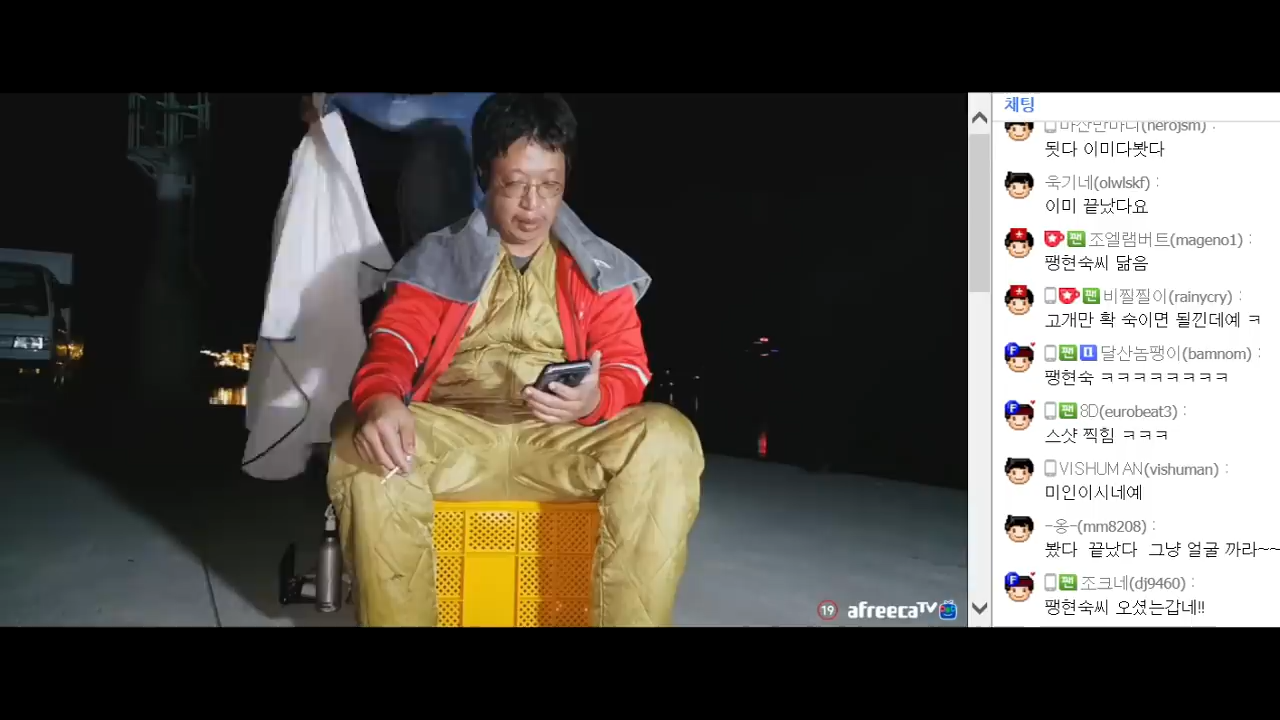 채팅
마산만마디(herojsm) :
됫다 이미다봣다
욱기네(olwlskf) :
이미 끝났다요
팬 조엘램버트(mageno1) :
팽현숙씨 닮음
팬 비찔찔이(rainycry) :
고개만 확 숙이면 될낀데예 ㅋ
팬 달산놈팽이(bamnom) :
팽현숙 ㅋㅋㅋㅋㅋㅋㅋㅋ
팬 8D(eurobeat3) :
스샷 찍힘 ㅋㅋㅋ
VISHUMAN(vishuman) :
미인이시네예
-옹-(mm8208) :
봤다 끝났다 그냥 얼굴 까라~~
팬 조크네(dj9460) :
팽현숙씨 오셨는갑네!!
19 afreecaTV